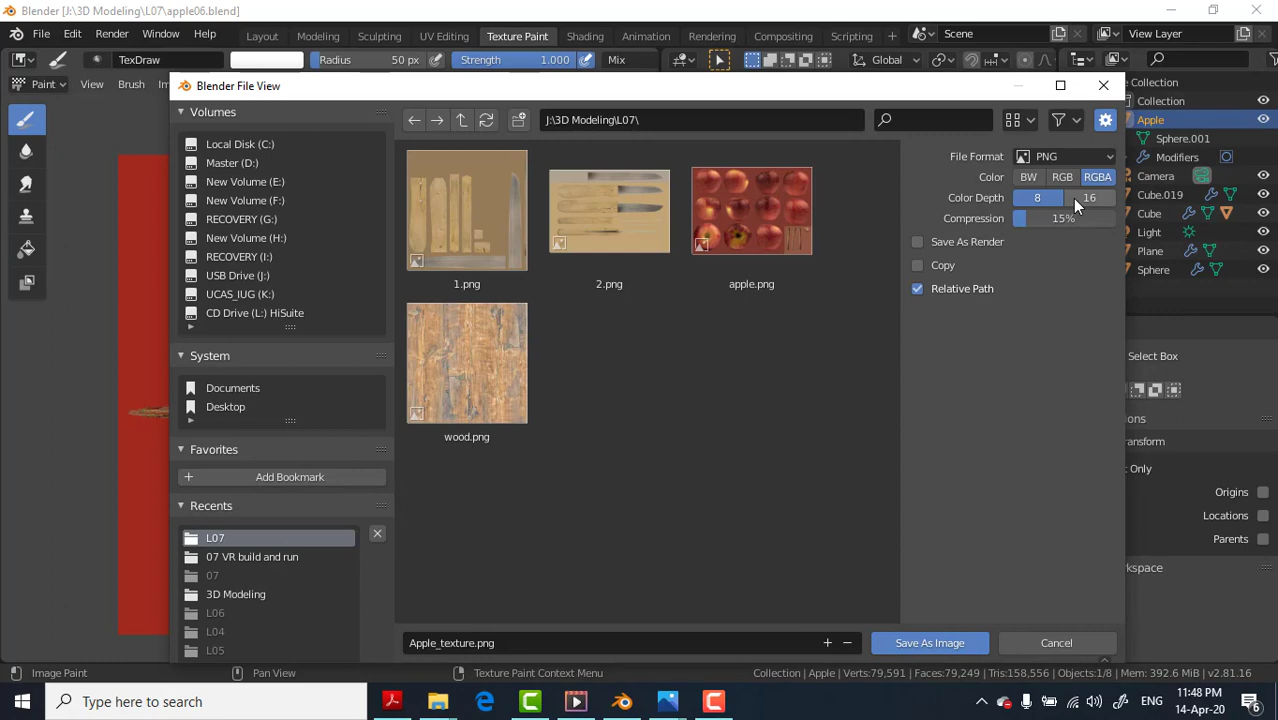 Blender [J:\3D Modeling\L07\apple06.blend]
File Edit Render Window Help Layout Modeling Sculpting UV Editing Texture Paint Shading Animation Rendering Compositing Scripting Scene View Layer
TexDraw Radius 50 px Strength 1.000 Mix Global
Paint View Brush
Blender File View
Volumes
Local Disk (C:)
Master (D:)
New Volume (E:)
New Volume (F:)
RECOVERY (G:)
New Volume (H:)
RECOVERY (I:)
USB Drive (J:)
UCAS_IUG (K:)
CD Drive (L:) HiSuite
System
Documents
Desktop
Favorites
Add Bookmark
Recents
L07
07 VR build and run
07
3D Modeling
L06
L04
L05
J:\3D Modeling\L07\
1.png
2.png
apple.png
wood.png
Apple_texture.png
Save As Image
Cancel
File Format PNG
Color BW RGB RGBA
Color Depth 8 16
Compression 15%
Save As Render
Copy
Relative Path
Collection
Apple
Sphere.001
Modifiers
Camera
Cube.019
Cube
Light
Plane
Sphere
Select Box
Origins
Locations
Parents
Image Paint Pan View Texture Paint Context Menu Collection | Apple | Verts:79,591 | Faces:79,249 | Tris:158,556 | Objects:1/8 | Mem: 392.6 MiB | v2.81.16
Type here to search
ENG
11:48 PM
14-Apr-20
6